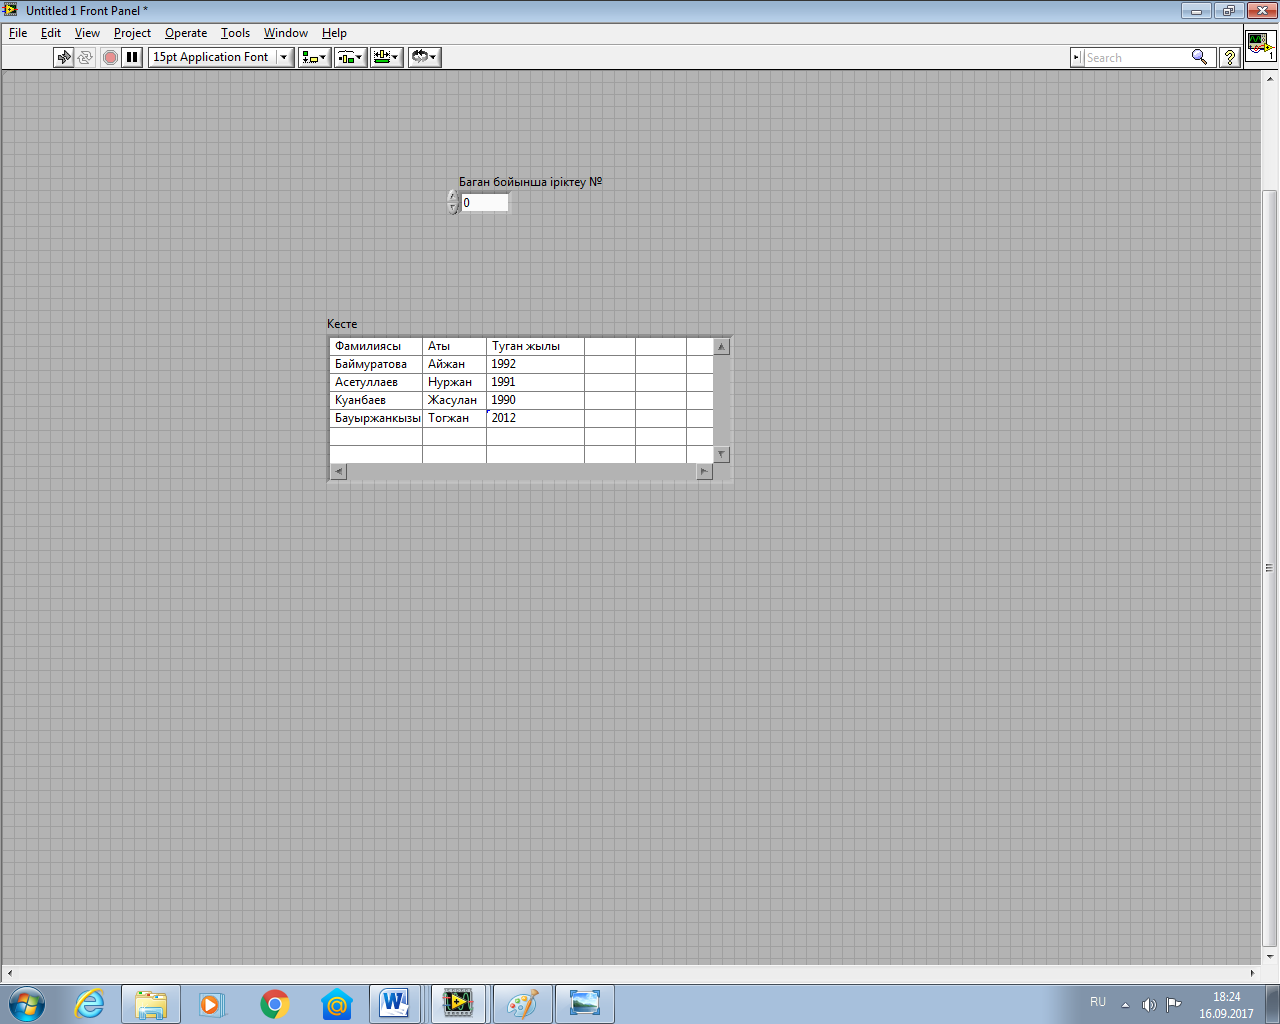 Untitled 1 Front Panel *
File Edit View Project Operate Tools Window Help
15pt Application Font
Search
?
1
Баган бойынша іріктеу №
0
Кесте
Фамилиясы Аты Туган жылы
Баймуратова Айжан 1992
Асетуллаев Нуржан 1991
Куанбаев Жасулан 1990
Бауыржанкызы Тогжан 2012
RU
18:24
16.09.2017